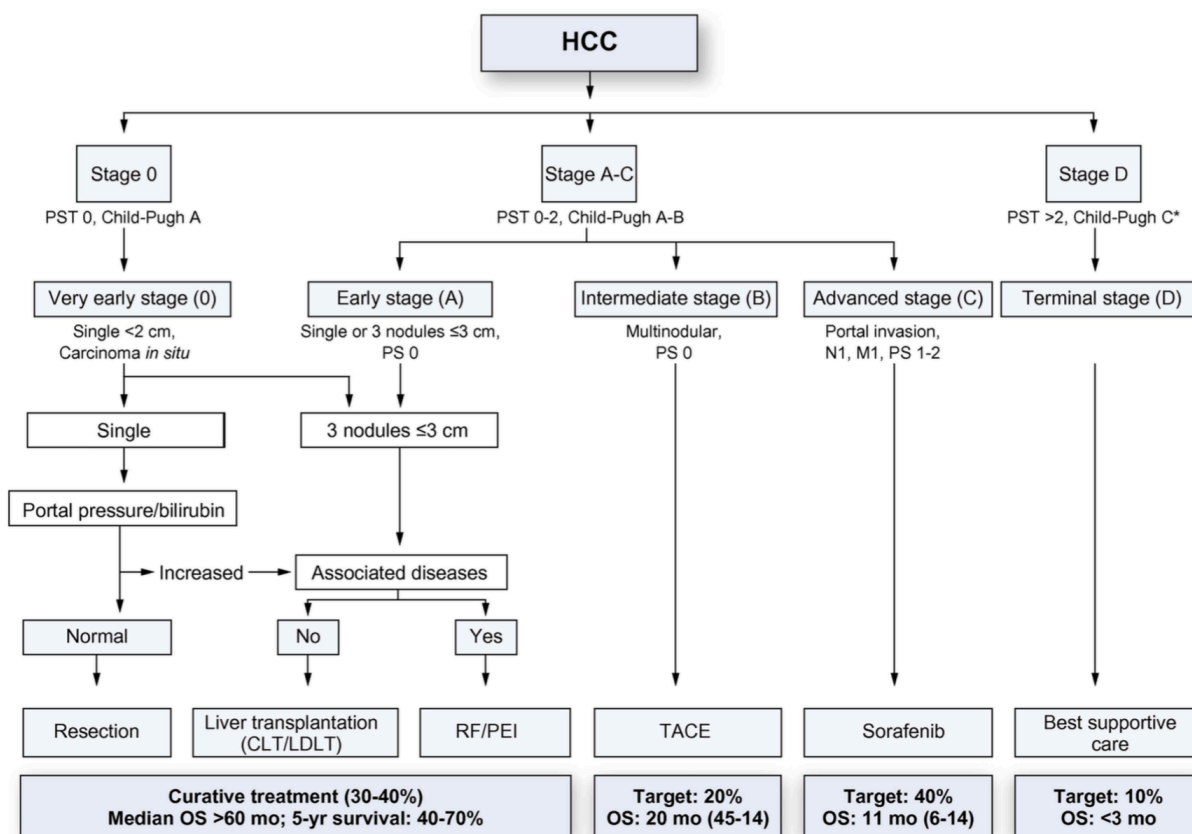 HCC
Stage 0
PST 0, Child-Pugh A
Stage A-C
PST 0-2, Child-Pugh A-B
Stage D
PST >2, Child-Pugh C*
Very early stage (0)
Single <2 cm,
Carcinoma in situ
Early stage (A)
Single or 3 nodules ≤3 cm,
PS 0
Intermediate stage (B)
Multinodular,
PS 0
Advanced stage (C)
Portal invasion,
N1, M1, PS 1-2
Terminal stage (D)
Single
3 nodules ≤3 cm
Portal pressure/bilirubin
Increased
Associated diseases
Normal
No
Yes
Resection
Liver transplantation
(CLT/LDLT)
RF/PEI
TACE
Sorafenib
Best supportive
care
Curative treatment (30-40%)
Median OS >60 mo; 5-yr survival: 40-70%
Target: 20%
OS: 20 mo (45-14)
Target: 40%
OS: 11 mo (6-14)
Target: 10%
OS: <3 mo